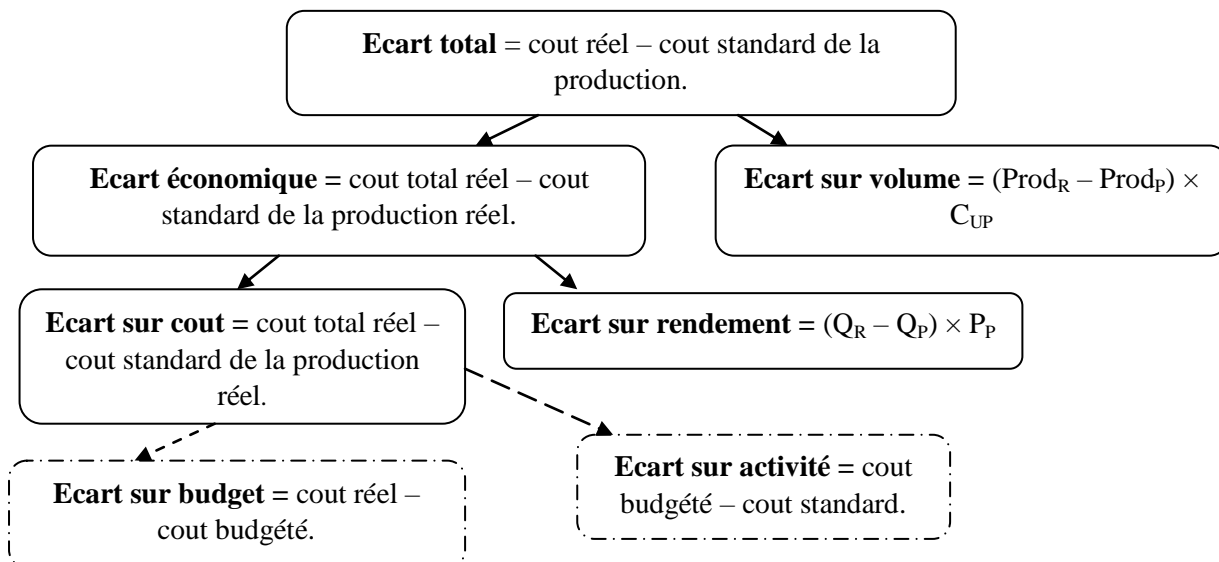 Ecart total = cout réel – cout standard de la
production.
Ecart économique = cout total réel – cout
standard de la production réel.
Ecart sur volume = (ProdR – ProdP) ×
CUP
Ecart sur cout = cout total réel –
cout standard de la production
réel.
Ecart sur rendement = (QR – QP) × PP
Ecart sur budget = cout réel –
cout budgété.
Ecart sur activité = cout
budgété – cout standard.